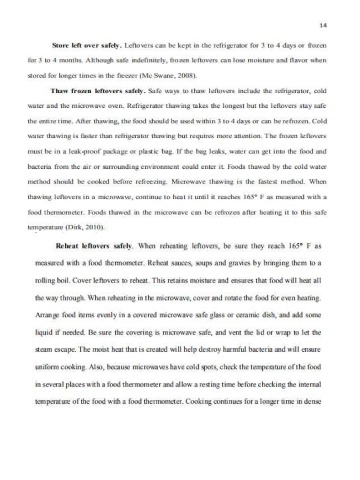 14
Store left over safely. Leftovers can be kept in the refrigerator for 3 to 4 days or frozen
for 3 to 4 months. Although safe indefinitely, frozen leftovers can lose moisture and flavor when
stored for longer times in the freezer (Mc Swane, 2008).
Thaw frozen leftovers safely. Safe ways to thaw leftovers include the refrigerator, cold
water and the microwave oven. Refrigerator thawing takes the longest but the leftovers stay safe
the entire time. After thawing, the food should be used within 3 to 4 days or can be refrozen. Cold
water thawing is faster than refrigerator thawing but requires more attention. The frozen leftovers
must be in a leak-proof package or plastic bag. If the bag leaks, water can get into the food and
bacteria from the air or surrounding environment could enter it. Foods thawed by the cold water
method should be cooked before refreezing. Microwave thawing is the fastest method. When
thawing leftovers in a microwave, continue to heat it until it reaches 165° F as measured with a
food thermometer. Foods thawed in the microwave can be refrozen after heating it to this safe
temperature (Dirk, 2010).
Reheat leftovers safely. When reheating leftovers, be sure they reach 165° F as
measured with a food thermometer. Reheat sauces, soups and gravies by bringing them to a
rolling boil. Cover leftovers to reheat. This retains moisture and ensures that food will heat all
the way through. When reheating in the microwave, cover and rotate the food for even heating.
Arrange food items evenly in a covered microwave safe glass or ceramic dish, and add some
liquid if needed. Be sure the covering is microwave safe, and vent the lid or wrap to let the
steam escape. The moist heat that is created will help destroy harmful bacteria and will ensure
uniform cooking. Also, because microwaves have cold spots, check the temperature of the food
in several places with a food thermometer and allow a resting time before checking the internal
temperature of the food with a food thermometer. Cooking continues for a longer time in dense